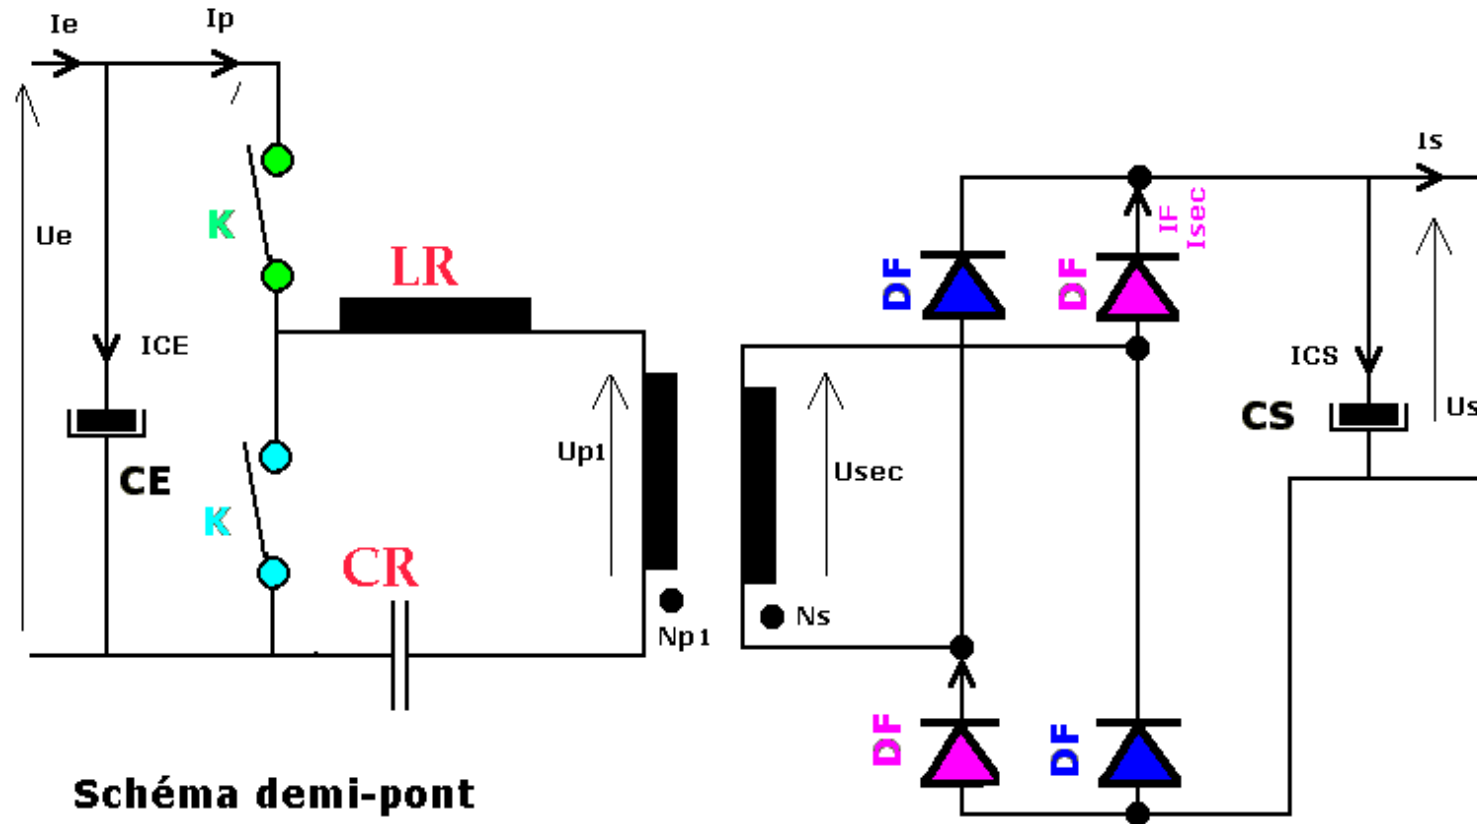 Ie
Ip
Is
IF
Isec
Ue
K
LR
DF
DF
ICE
ICS
Us
CS
Up1
Usec
CE
K
CR
Np1
Ns
DF
DF
Schéma demi-pont